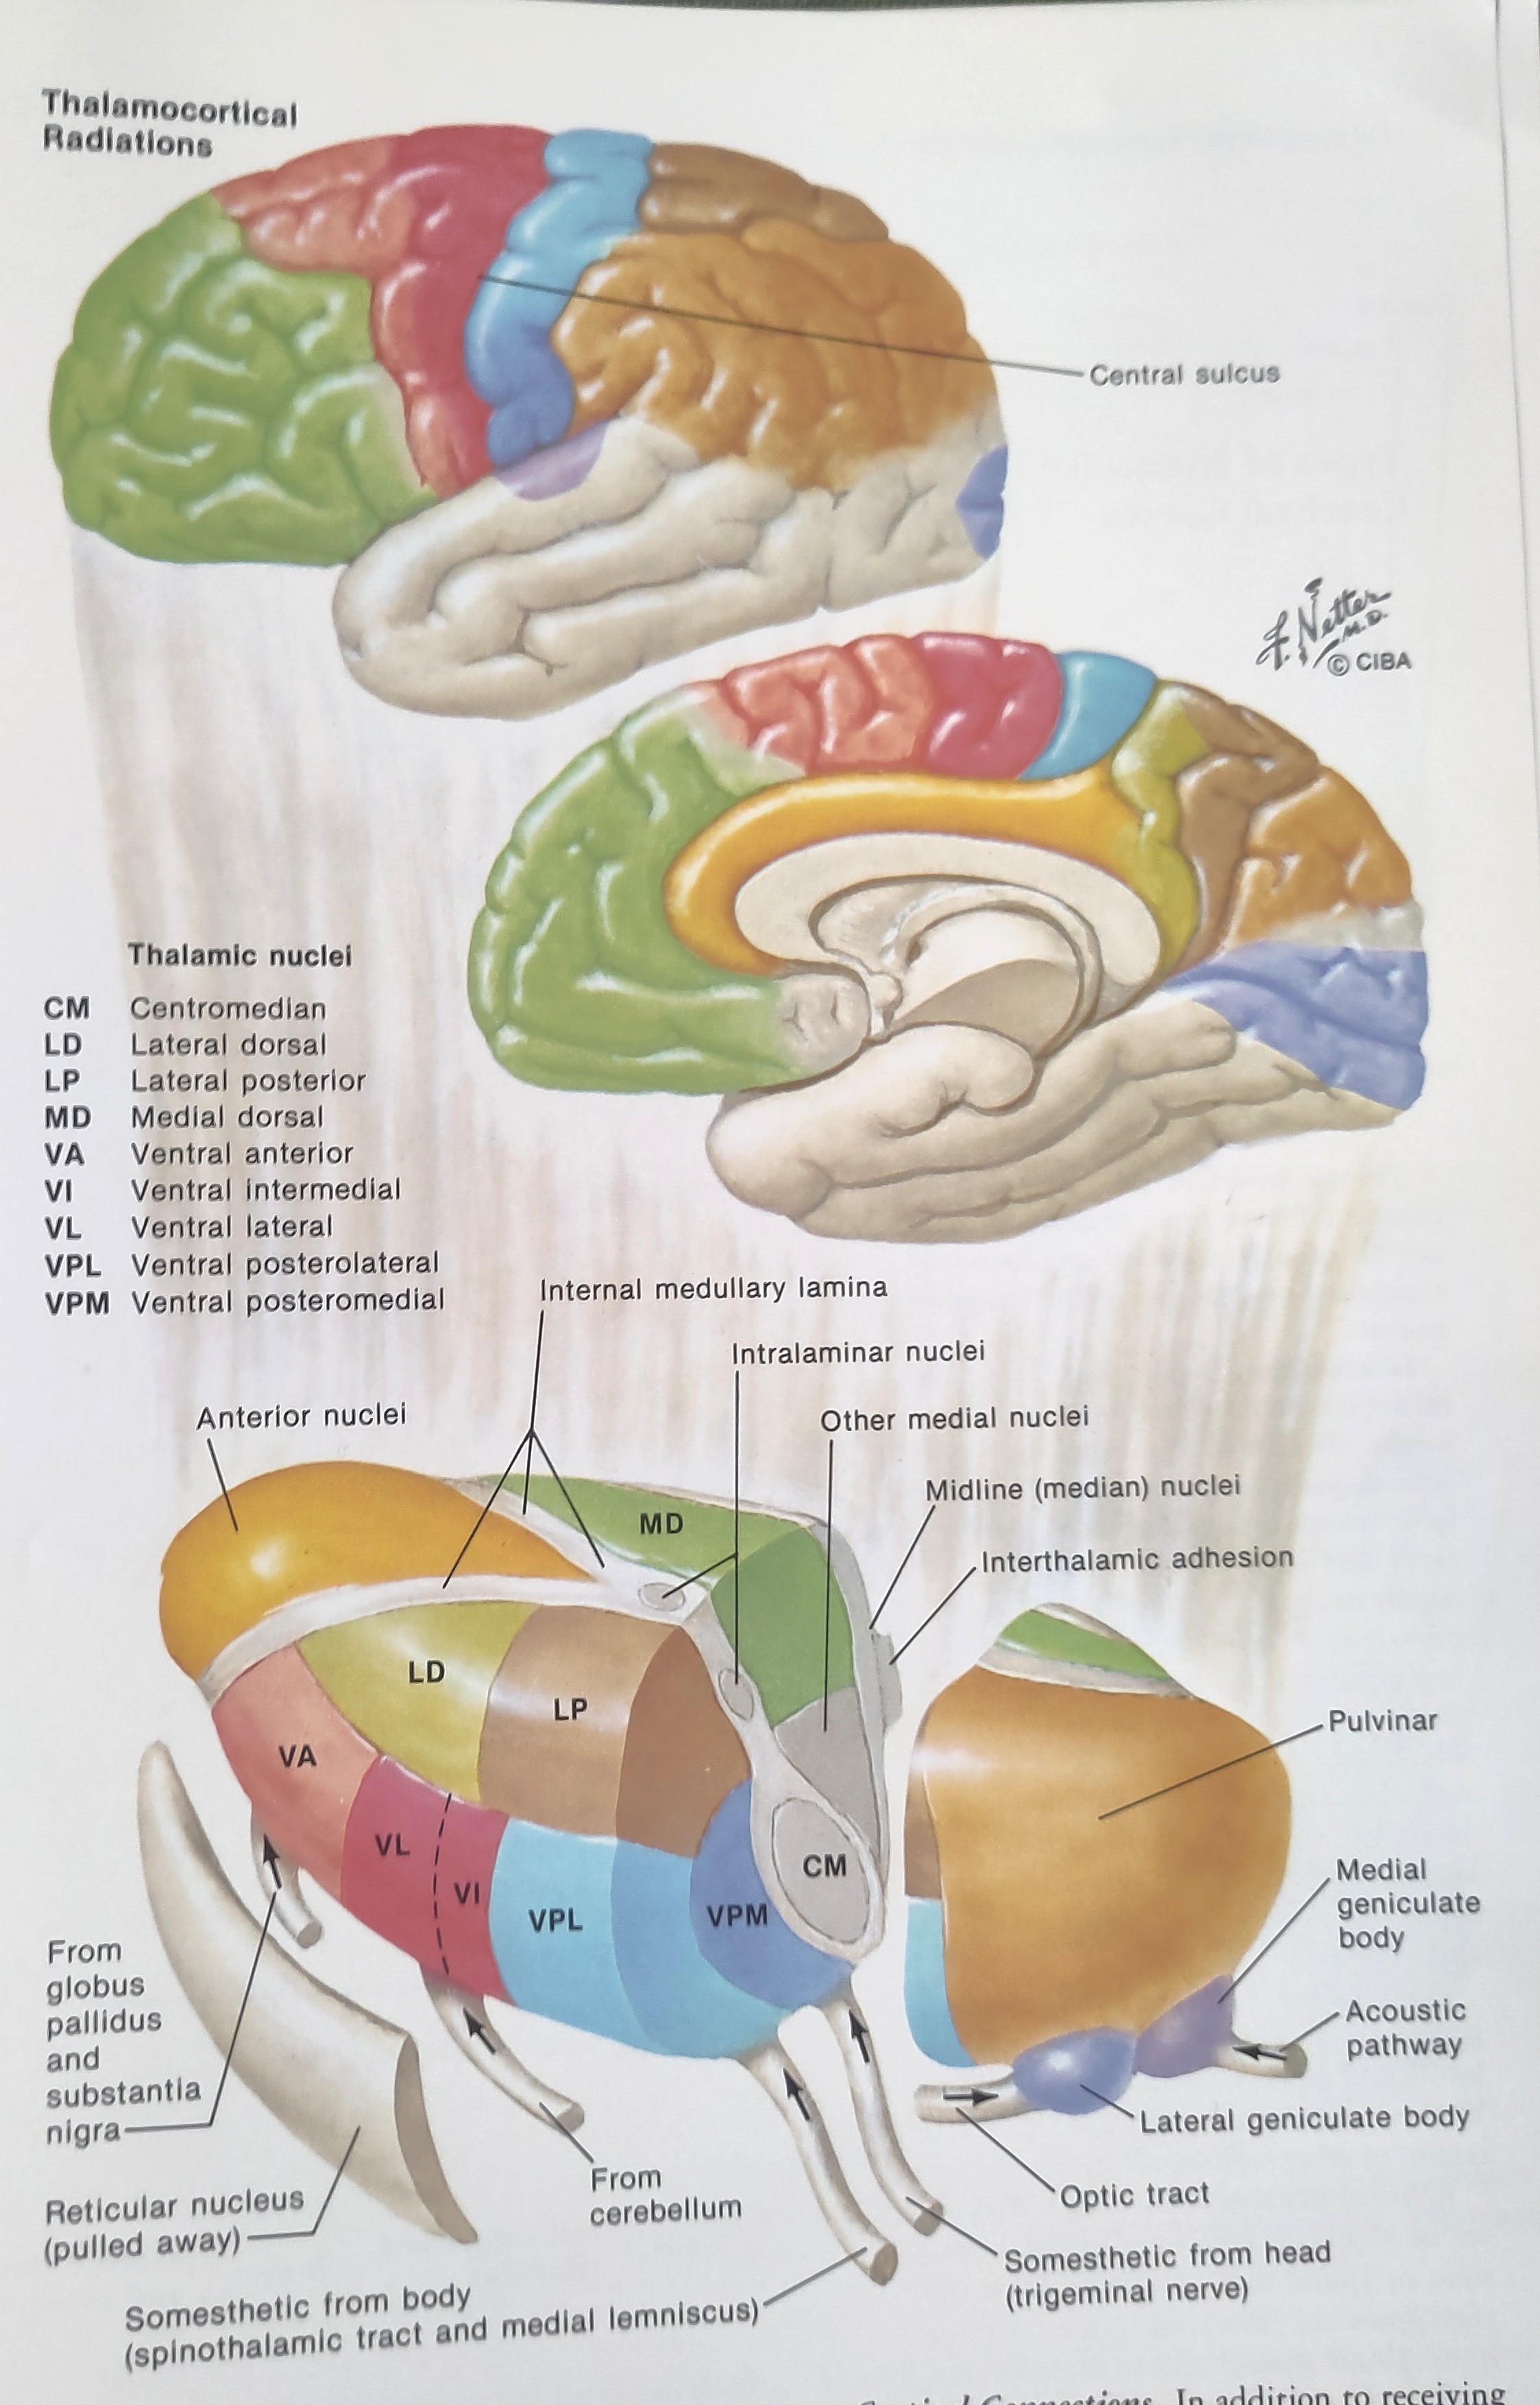 Thalamocortical
Radiations
Central sulcus
F. Netter
M.D.
© CIBA
Thalamic nuclei
CM Centromedian
LD Lateral dorsal
LP Lateral posterior
MD Medial dorsal
VA Ventral anterior
VI Ventral intermedial
VL Ventral lateral
VPL Ventral posterolateral
VPM Ventral posteromedial
Internal medullary lamina
Intralaminar nuclei
Anterior nuclei
Other medial nuclei
Midline (median) nuclei
Interthalamic adhesion
MD
LD
LP
VA
VL
VI
VPL
VPM
CM
Pulvinar
Medial
geniculate
body
Acoustic
pathway
Lateral geniculate body
Optic tract
From
globus
pallidus
and
substantia
nigra
Reticular nucleus
(pulled away)
From
cerebellum
Somesthetic from head
(trigeminal nerve)
Somesthetic from body
(spinothalamic tract and medial lemniscus)
Connections. In addition to receiving